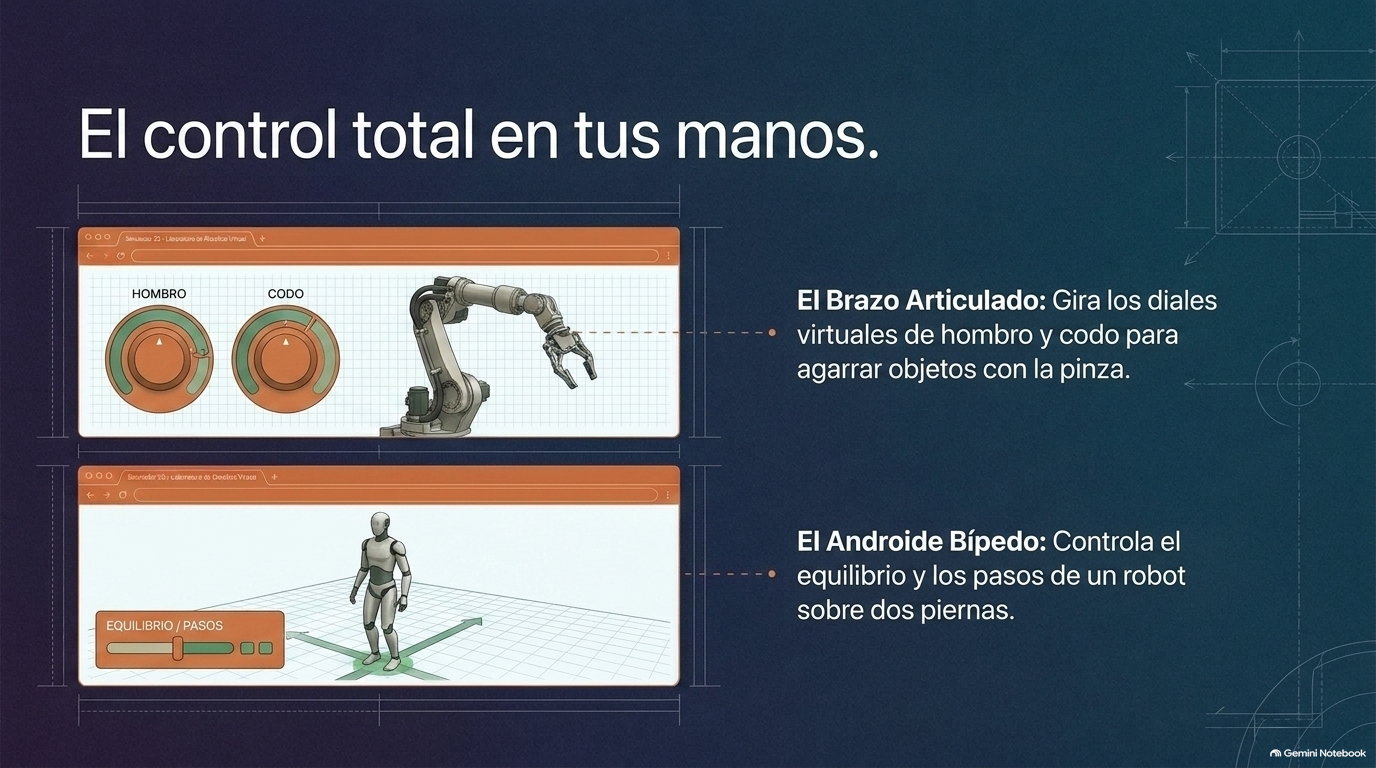 El control total en tus manos.
HOMBRO
CODO
El Brazo Articulado: Gira los diales
virtuales de hombro y codo para
agarrar objetos con la pinza.
EQUILIBRIO / PASOS
El Androide Bípedo: Controla el
equilibrio y los pasos de un robot
sobre dos piernas.
Gemini Notebook